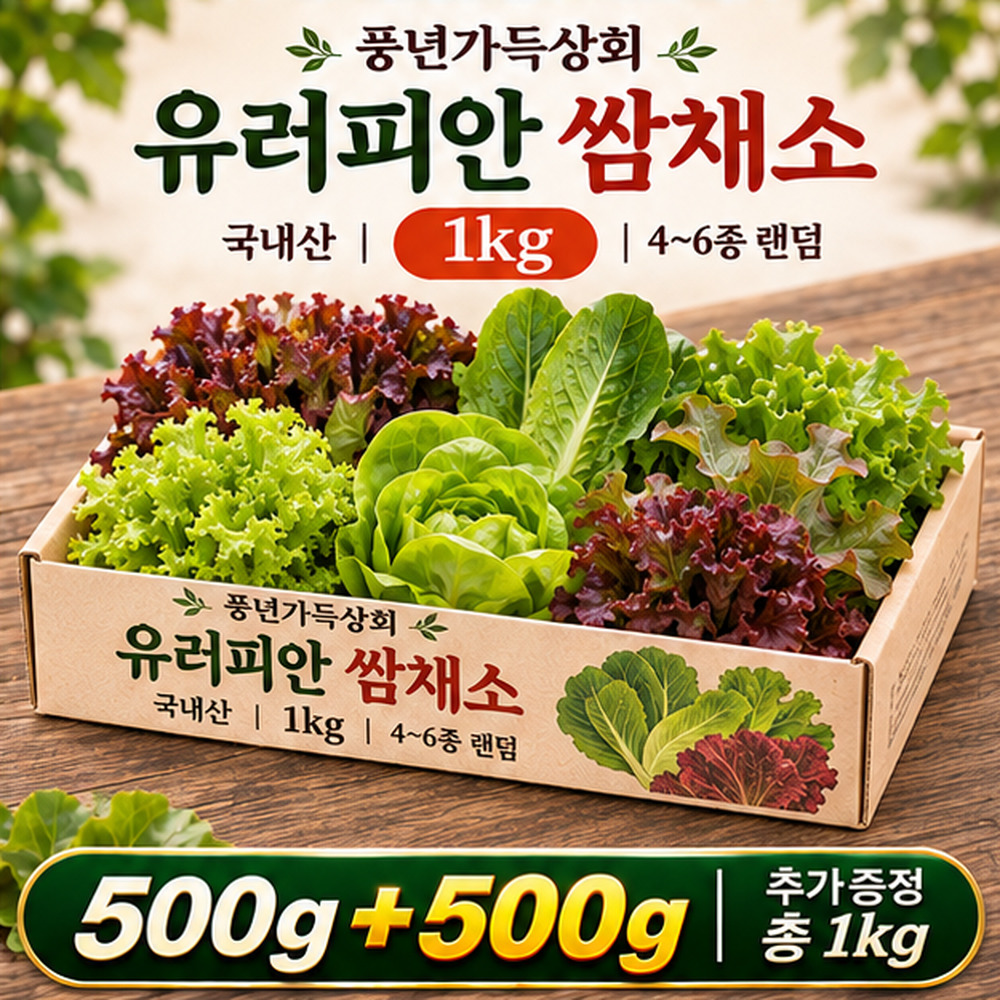 풍년가득상회
유러피안 쌈채소
국내산 | 1kg | 4~6종 랜덤
풍년가득상회
유러피안 쌈채소
국내산 | 1kg | 4~6종 랜덤
500g+500g | 추가증정
총 1kg